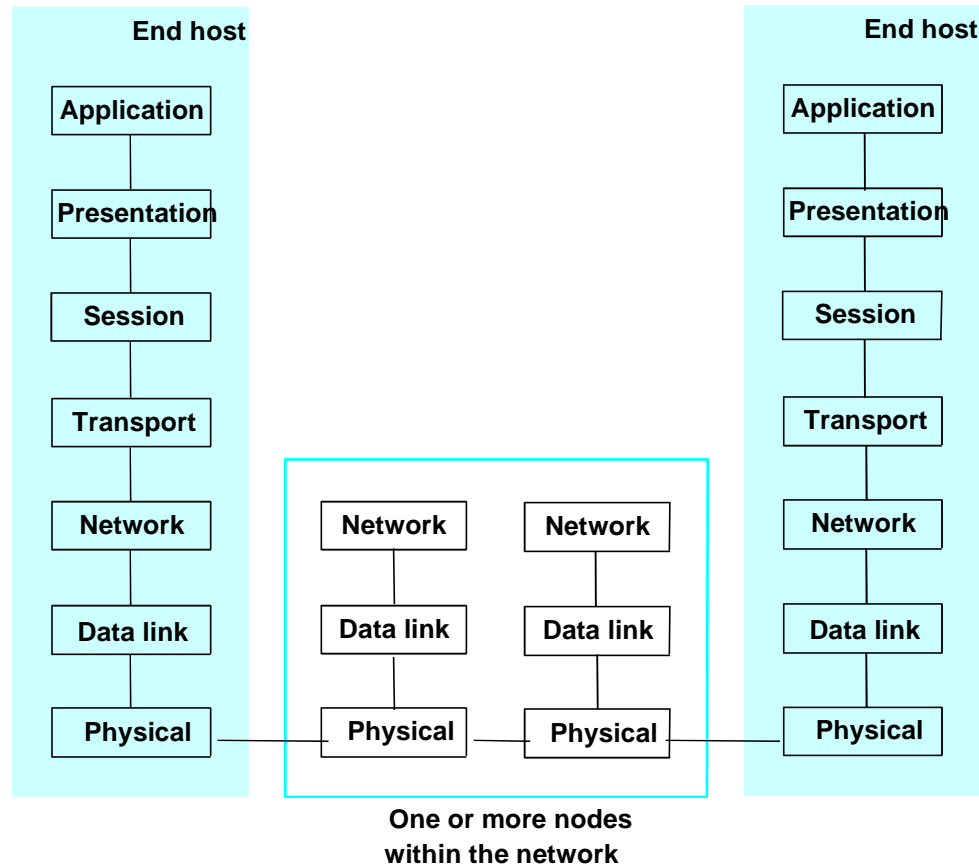 End host
Application
Presentation
Session
Transport
Network
Data link
Physical
Network
Data link
Physical
Network
Data link
Physical
One or more nodes
within the network
End host
Application
Presentation
Session
Transport
Network
Data link
Physical